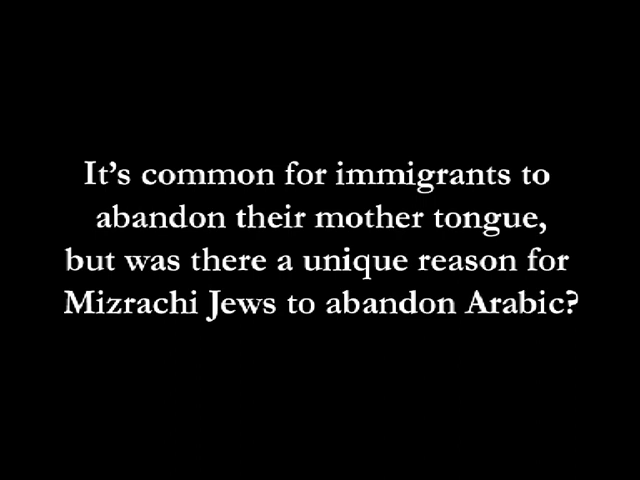 It's common for immigrants to
abandon their mother tongue,
but was there a unique reason for
Mizrachi Jews to abandon Arabic?